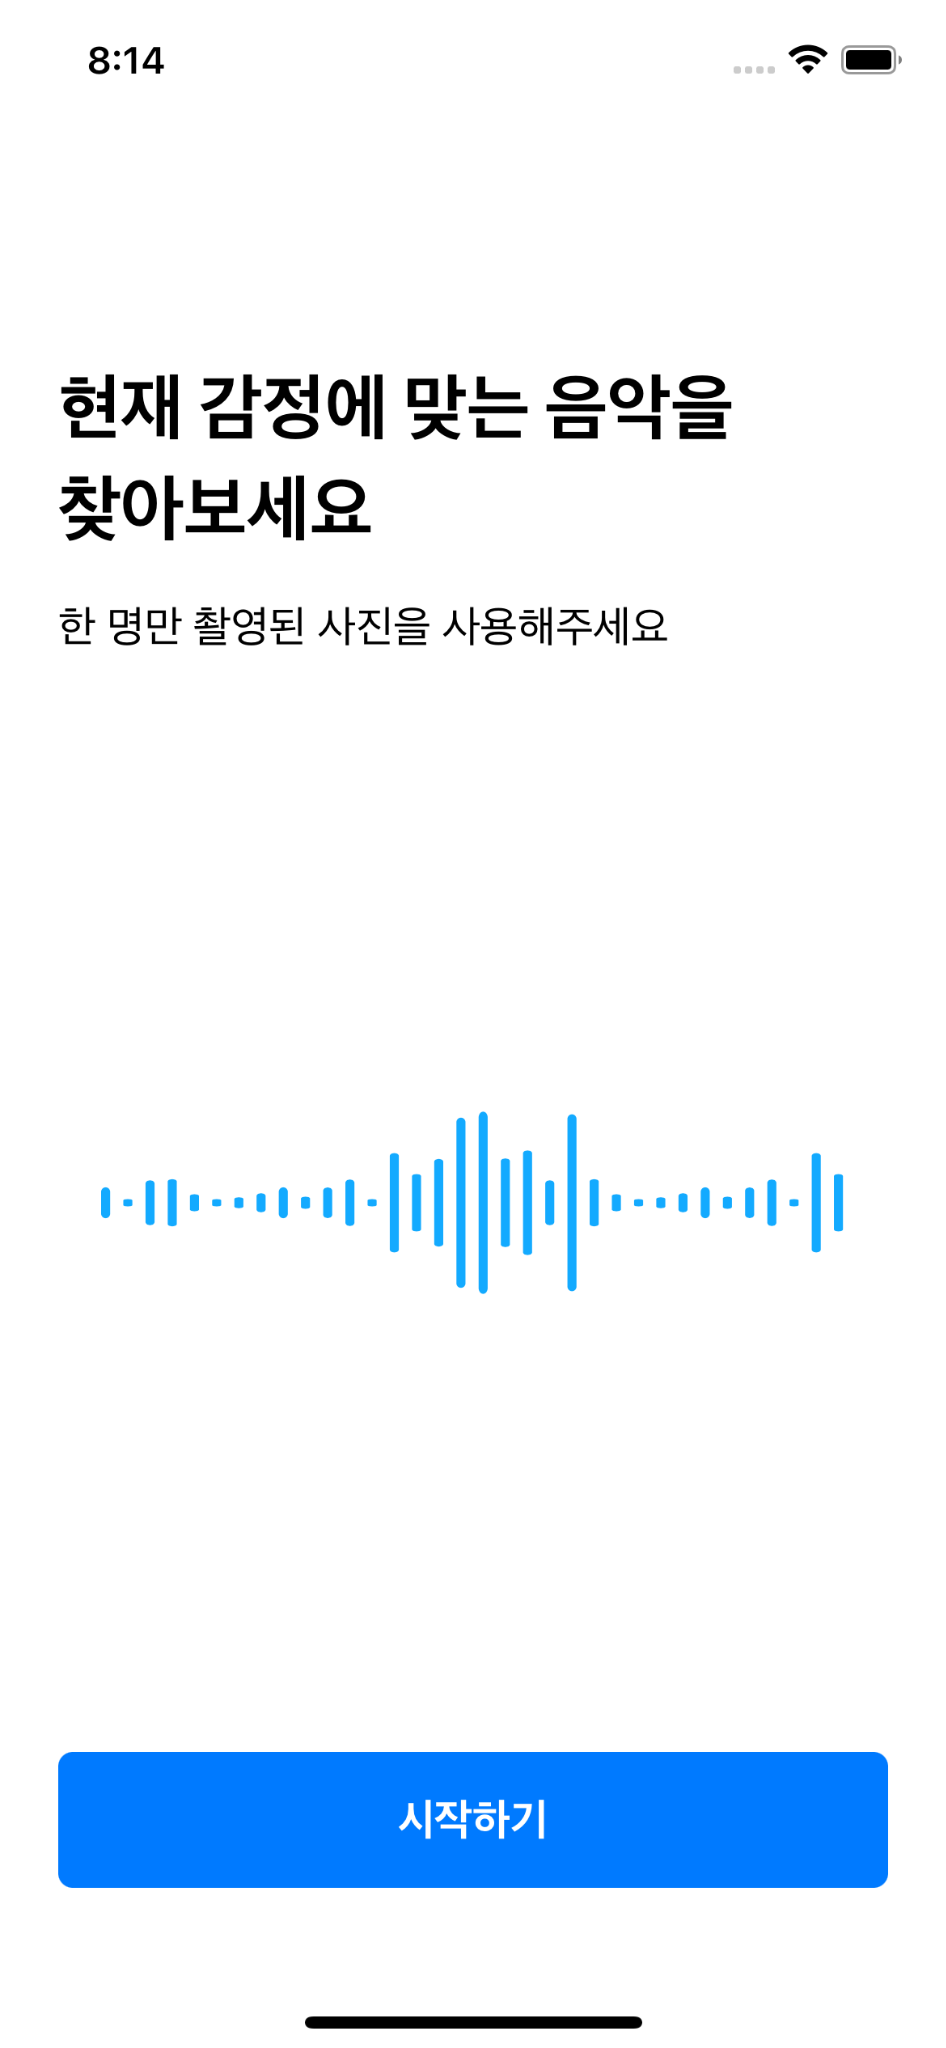 8:14
현재 감정에 맞는 음악을
찾아보세요
한 명만 촬영된 사진을 사용해주세요
시작하기